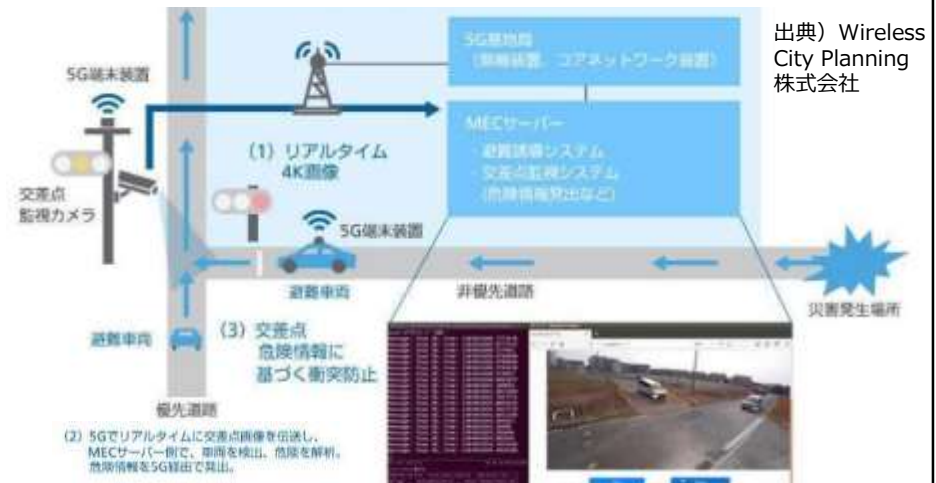 出典）Wireless
City Planning
株式会社
5G基地局
（無線装置、コアネットワーク装置）
5G端末装置
MECサーバー
・避難誘導システム
・交差点監視システム
（危険情報発出など）
(1) リアルタイム
4K画像
交差点
監視カメラ
5G端末装置
避難車両
非優先道路
災害発生場所
避難車両
(3) 交差点
危険情報に
基づく衝突防止
優先道路
(2) 5Gでリアルタイムに交差点画像を伝送し、
MECサーバー側で、車両を検出、危険を解析。
危険情報を5G経由で発出。